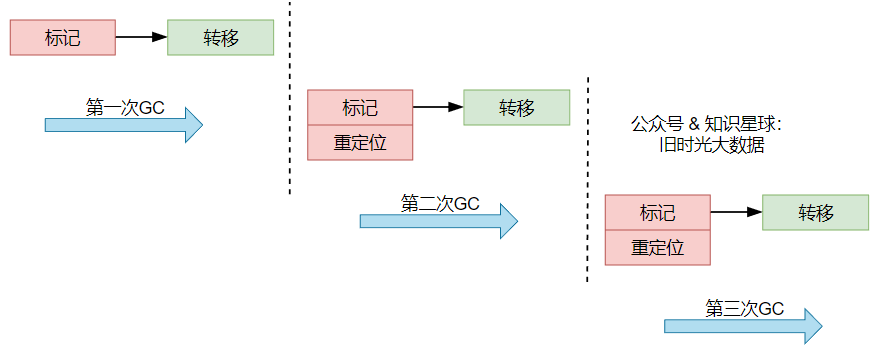 标记
转移
第一次GC
标记
转移
重定位
第二次GC
公众号 & 知识星球：
旧时光大数据
标记
转移
重定位
第三次GC